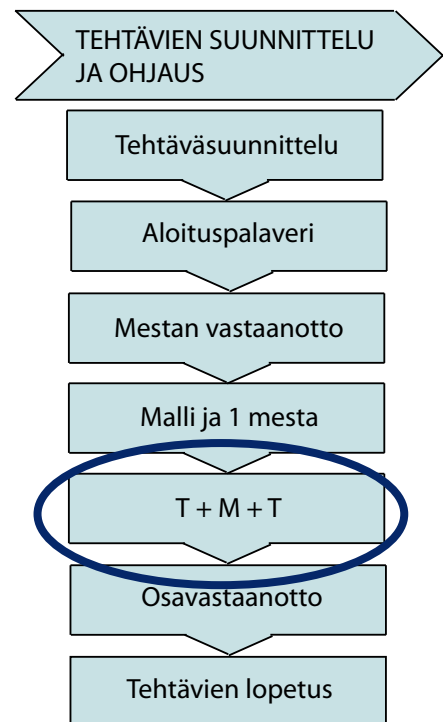 TEHTÄVIEN SUUNNITTELU
JA OHJAUS
Tehtäväsuunnittelu
Aloituspalaveri
Mestan vastaanotto
Malli ja 1 mesta
T + M + T
Osavastaanotto
Tehtävien lopetus